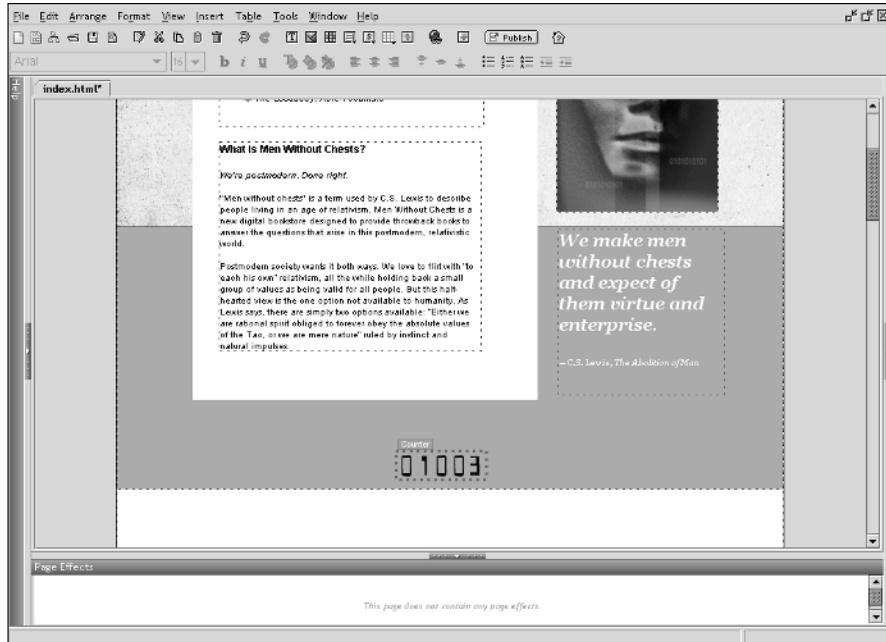 File Edit Arrange Format View Insert Table Tools Window Help
Publish
Arial 16 b i u
Help
index.html*
What is Men Without Chests?
We're postmodern. Done right.
"Men without chests" is a term used by C.S. Lewis to describe
people living in an age of relativism. Men Without Chests is a
new digital bookstore designed to provide throwback books to
answer the questions that arise in this postmodern, relativistic
world.
Postmodern society wants it both ways. We love to flirt with "to
each his own" relativism, all the while holding back a small
group of values as being valid for all people. But this half-
hearted view is the one option not available to humanity. As
Lewis says, there are simply two options available: "Either we
are rational spirit obliged to forever obey the absolute values
of the Tao, or we are mere nature" ruled by instinct and
natural impulses.
0101010101
0101010101
We make men
without chests
and expect of
them virtue and
enterprise.
– C.S. Lewis, The Abolition of Man
Counter
01003
Page Effects
This page does not contain any page effects